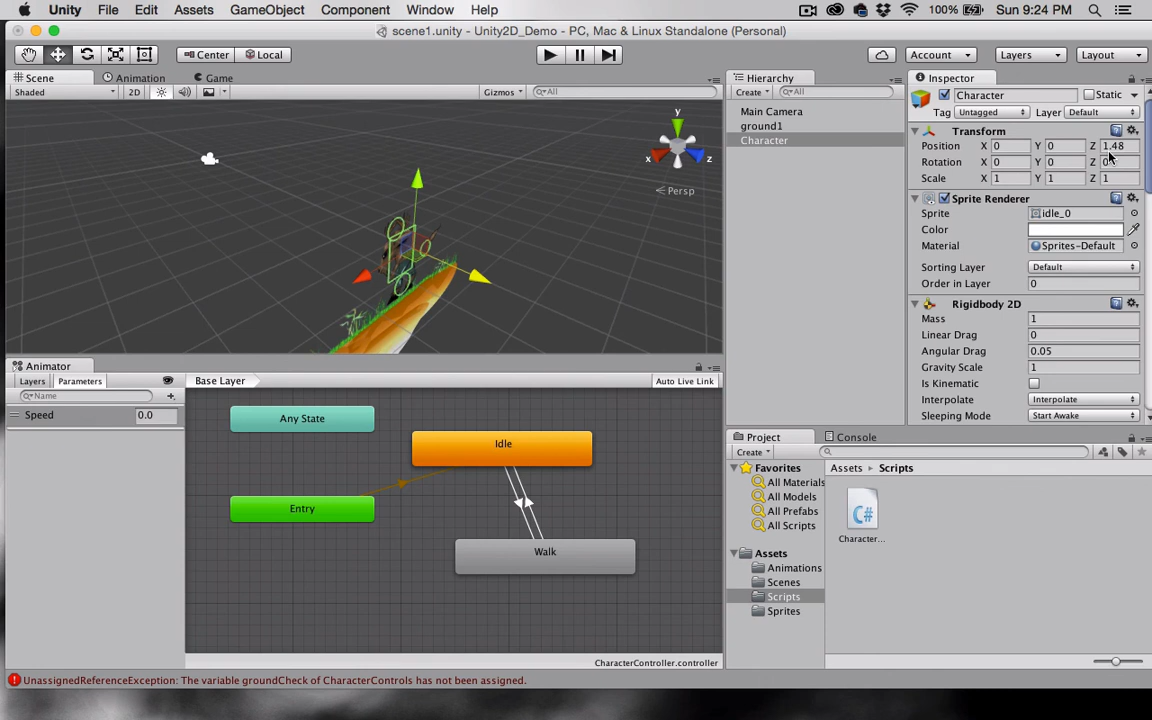 Unity File Edit Assets GameObject Component Window Help 100% Sun 9:24 PM
scene1.unity - Unity2D_Demo - PC, Mac & Linux Standalone (Personal)
Center Local Account Layers Layout
Scene Animation Game Hierarchy Inspector
Shaded 2D Gizmos All Create All Character Static
Main Camera Tag Untagged Layer Default
ground1 Transform
Character Position X 0 Y 0 Z 1.48
Rotation X 0 Y 0 Z 0
y
x z
Scale X 1 Y 1 Z 1
Persp Sprite Renderer
Sprite idle_0
Color
Material Sprites-Default
Sorting Layer Default
Order in Layer 0
Rigidbody 2D
Mass 1
Linear Drag 0
Angular Drag 0.05
Gravity Scale 1
Is Kinematic
Interpolate Interpolate
Sleeping Mode Start Awake
Animator
Layers Parameters Base Layer Auto Live Link
Name
Speed 0.0
Any State
Idle
Entry
Walk
CharacterController.controller
Project Console
Create
Favorites Assets Scripts
All Materials
All Models
All Prefabs
All Scripts
C#
Character...
Assets
Animations
Scenes
Scripts
Sprites
UnassignedReferenceException: The variable groundCheck of CharacterControls has not been assigned.